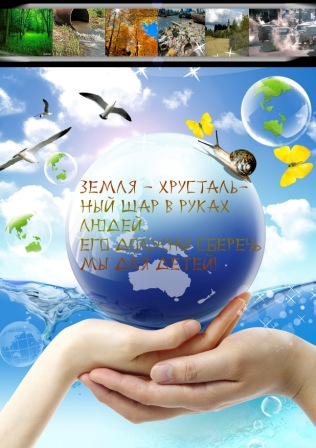 ЗЕМЛЯ - ХРУСТАЛЬ-
НЫЙ ШАР В РУКАХ
ЛЮДЕЙ
ЕГО ДОЛЖНЫ СБЕРЕЧЬ
МЫ ДЛЯ ДЕТЕЙ!